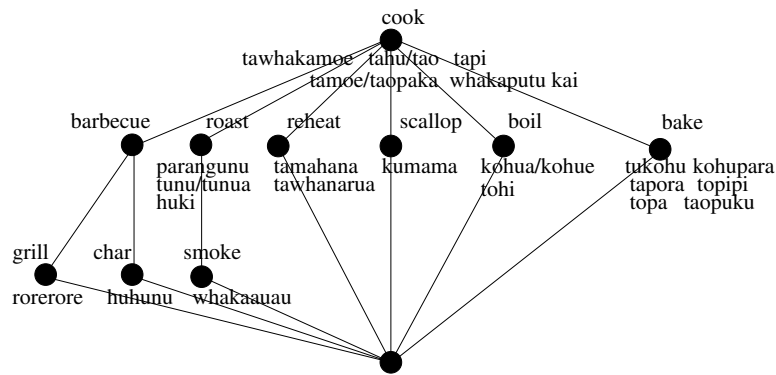 cook
tawhakamoe tahu/tao tapi
tamoe/taopaka whakaputu kai
barbecue roast reheat scallop boil bake
parangunu tamahana kumama kohua/kohue tukohu kohupara
tunu/tunua tawhanarua tohi tapora topipi
huki topa taopuku
grill char smoke
rorerore huhunu whakaauau